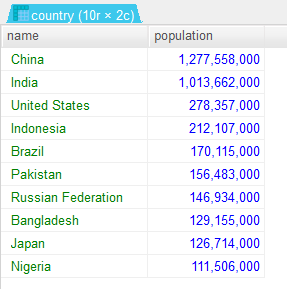 country (10r × 2c)
name population
China 1,277,558,000
India 1,013,662,000
United States 278,357,000
Indonesia 212,107,000
Brazil 170,115,000
Pakistan 156,483,000
Russian Federation 146,934,000
Bangladesh 129,155,000
Japan 126,714,000
Nigeria 111,506,000